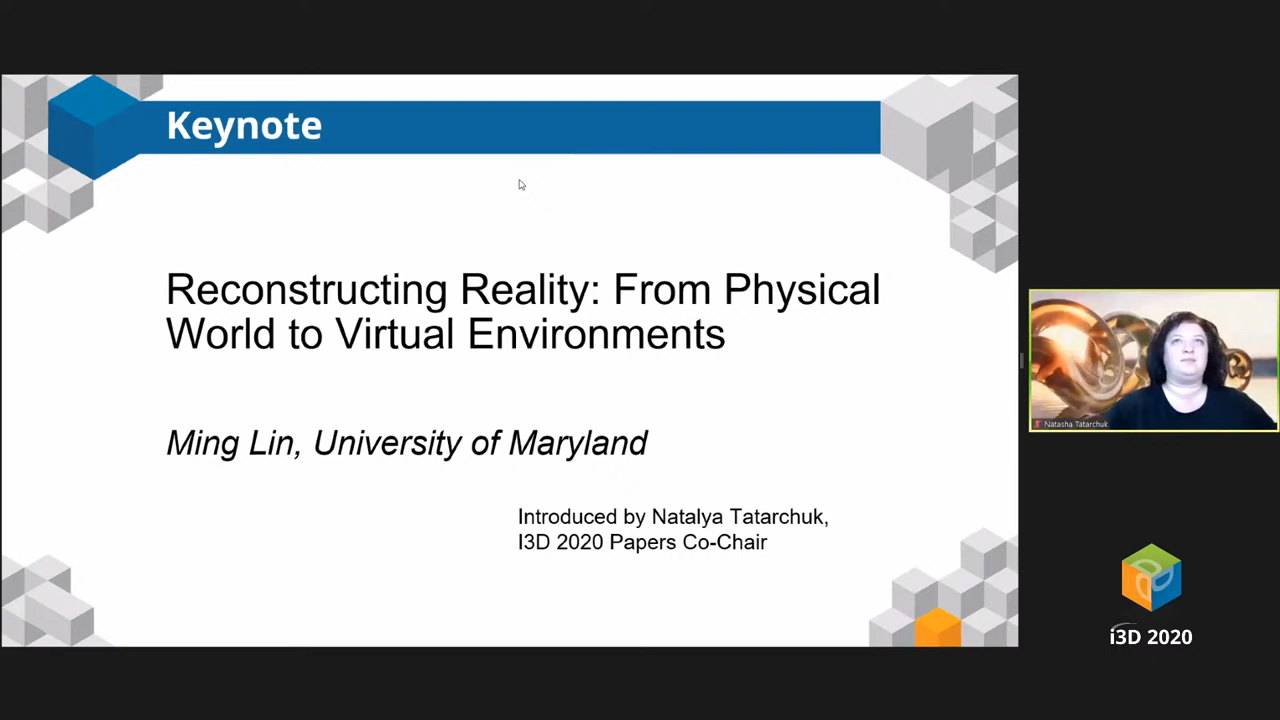 Keynote
Reconstructing Reality: From Physical
World to Virtual Environments
Ming Lin, University of Maryland
Introduced by Natalya Tatarchuk,
I3D 2020 Papers Co-Chair
Natasha Tatarchuk
i3D 2020